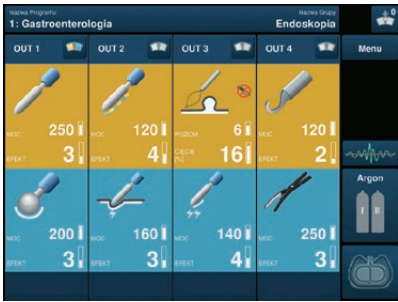 Nazwa Programu
1: Gastroenterologia
Nazwa Grupy
Endoskopia
0
OUT 1
OUT 2
OUT 3
OUT 4
Menu
MOC 250
EFEKT 3
MOC 120
EFEKT 4
POZIOM 6
16
MOC 120
EFEKT 2
Argon
I II
MOC 200
EFEKT 3
MOC 160
EFEKT 3
MOC 140
EFEKT 4
MOC 250
EFEKT 3